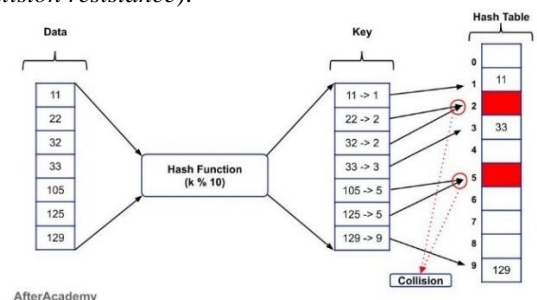 Data
Key
Hash Table
11
22
32
33
105
125
129
Hash Function
(k % 10)
11 -> 1
22 -> 2
32 -> 2
33 -> 3
105 -> 5
125 -> 5
129 -> 9
0
1 11
2
3 33
4
5
6
7
8
9 129
Collision
AfterAcademy